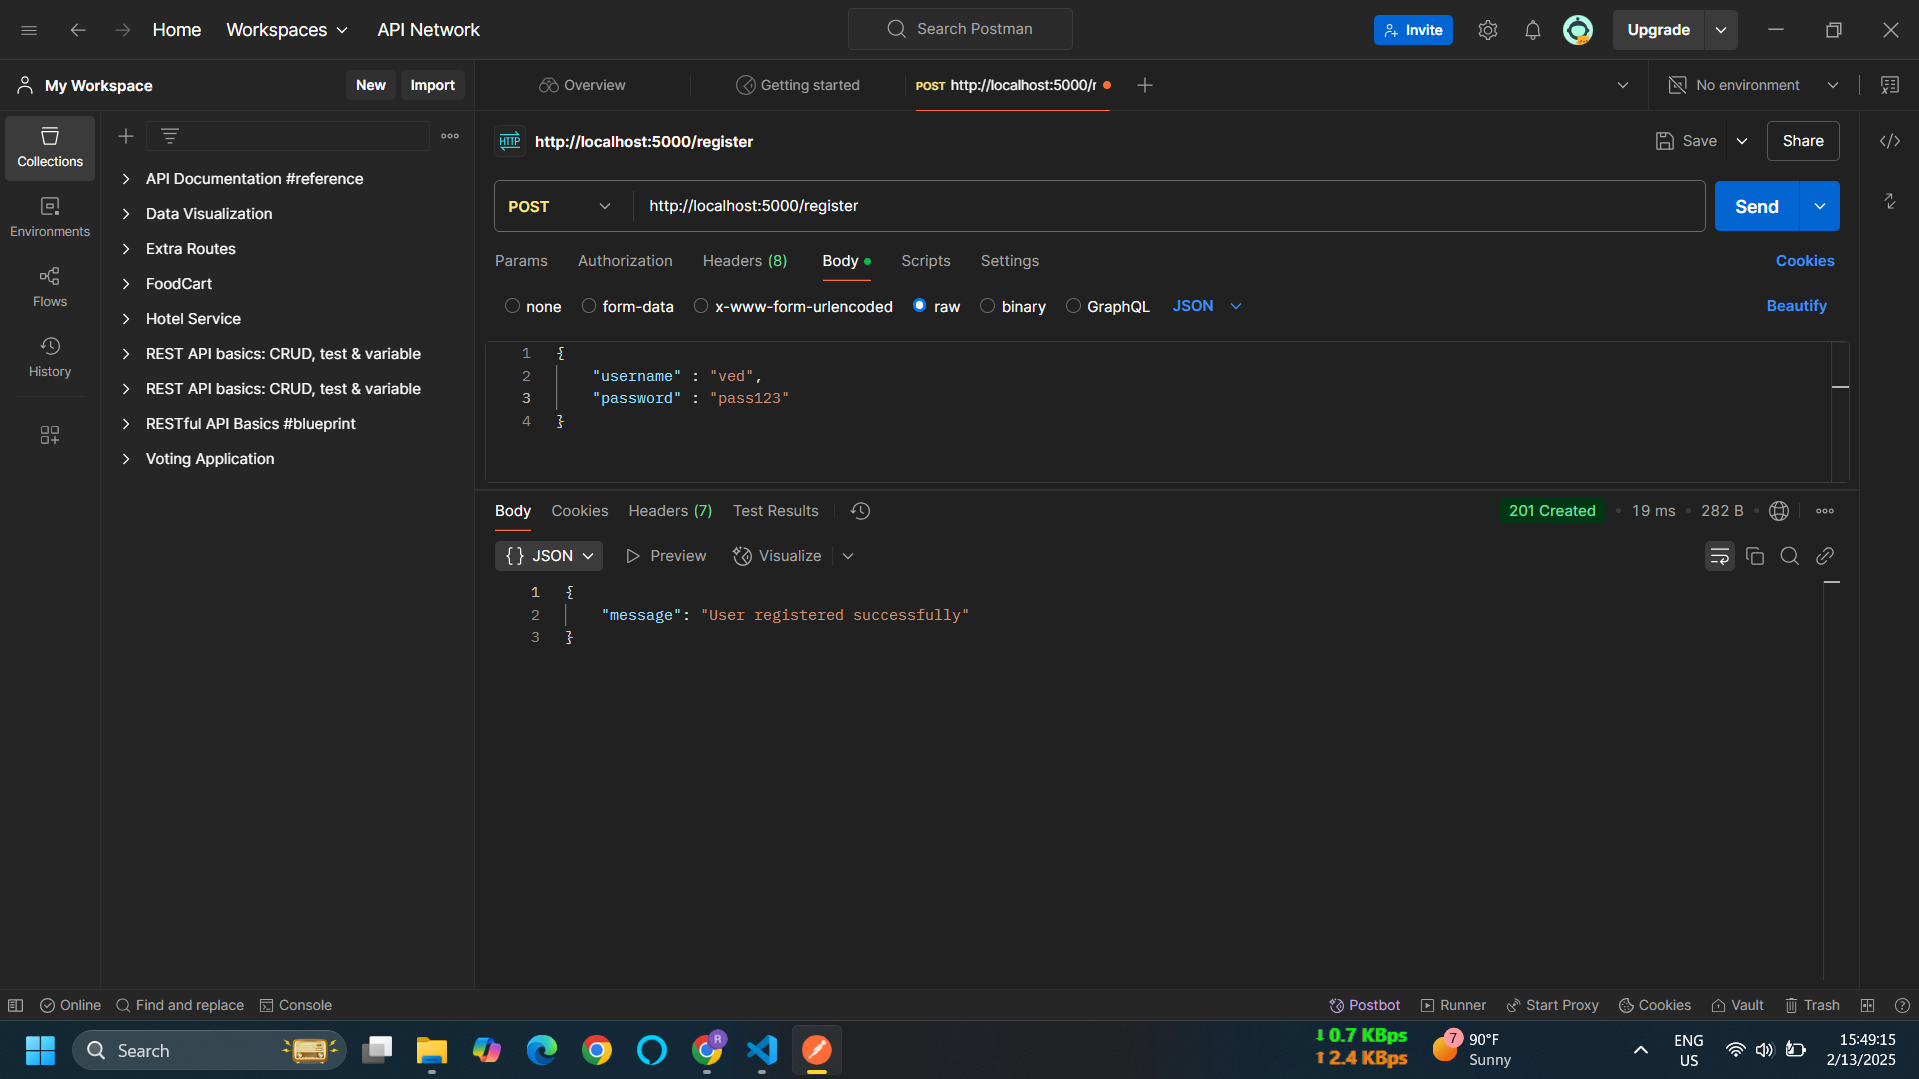 Home Workspaces API Network
Search Postman
Invite
Upgrade
My Workspace New Import
Overview
Getting started
POST http://localhost:5000/r
No environment
Collections
Environments
Flows
History
API Documentation #reference
Data Visualization
Extra Routes
FoodCart
Hotel Service
REST API basics: CRUD, test & variable
REST API basics: CRUD, test & variable
RESTful API Basics #blueprint
Voting Application
HTTP http://localhost:5000/register
Save Share
POST http://localhost:5000/register
Send
Params Authorization Headers (8) Body Scripts Settings Cookies
none form-data x-www-form-urlencoded raw binary GraphQL JSON Beautify
1 {
2 "username" : "ved",
3 "password" : "pass123"
4 }
Body Cookies Headers (7) Test Results
201 Created • 19 ms • 282 B •
{} JSON Preview Visualize
1 {
2 "message": "User registered successfully"
3 }
Online Find and replace Console
Postbot Runner Start Proxy Cookies Vault Trash
Search
R
0.7 KBps
2.4 KBps
7
90°F
Sunny
ENG
US
15:49:15
2/13/2025